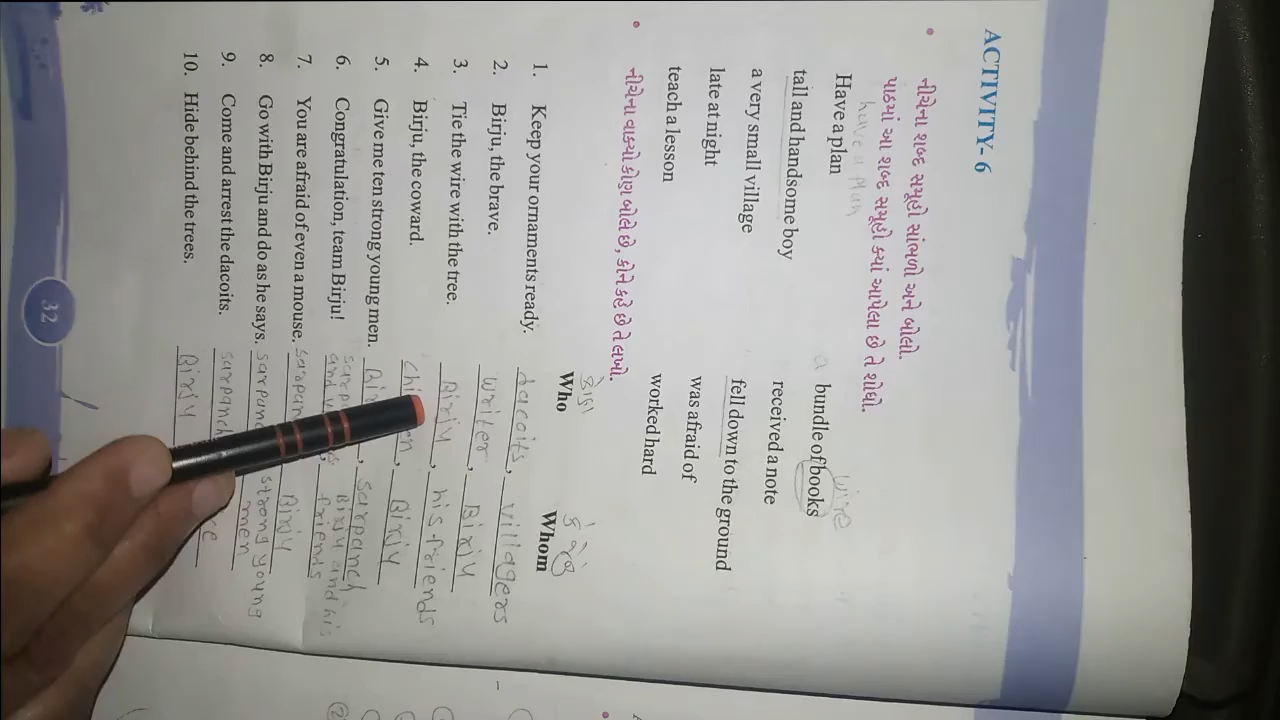 ACTIVITY- 6
• નીચેના શબ્દ સમૂહો સાંભળો અને બોલો.
પાઠમાં આ શબ્દ સમૂહો ક્યાં આપેલા છે તે શોધો.
have a plan
wire
Have a plan a bundle of books
tall and handsome boy received a note
a very small village fell down to the ground
late at night was afraid of
teach a lesson worked hard
• નીચેના વાક્યો કોણ બોલે છે, કોને કહે છે તે લખો.
કોણ કોને
Who Whom
1. Keep your ornaments ready. dacoits, villagers
2. Birju, the brave. writer, Birju
3. Tie the wire with the tree. Birju, his friends
4. Birju, the coward. Birju
5. Give me ten strong young men. sarpanch
6. Congratulation, team Birju! Birju and his friends
7. You are afraid of even a mouse. Birju
8. Go with Birju and do as he says. strong young men
9. Come and arrest the dacoits. sarpanch
10. Hide behind the trees. Birju
32